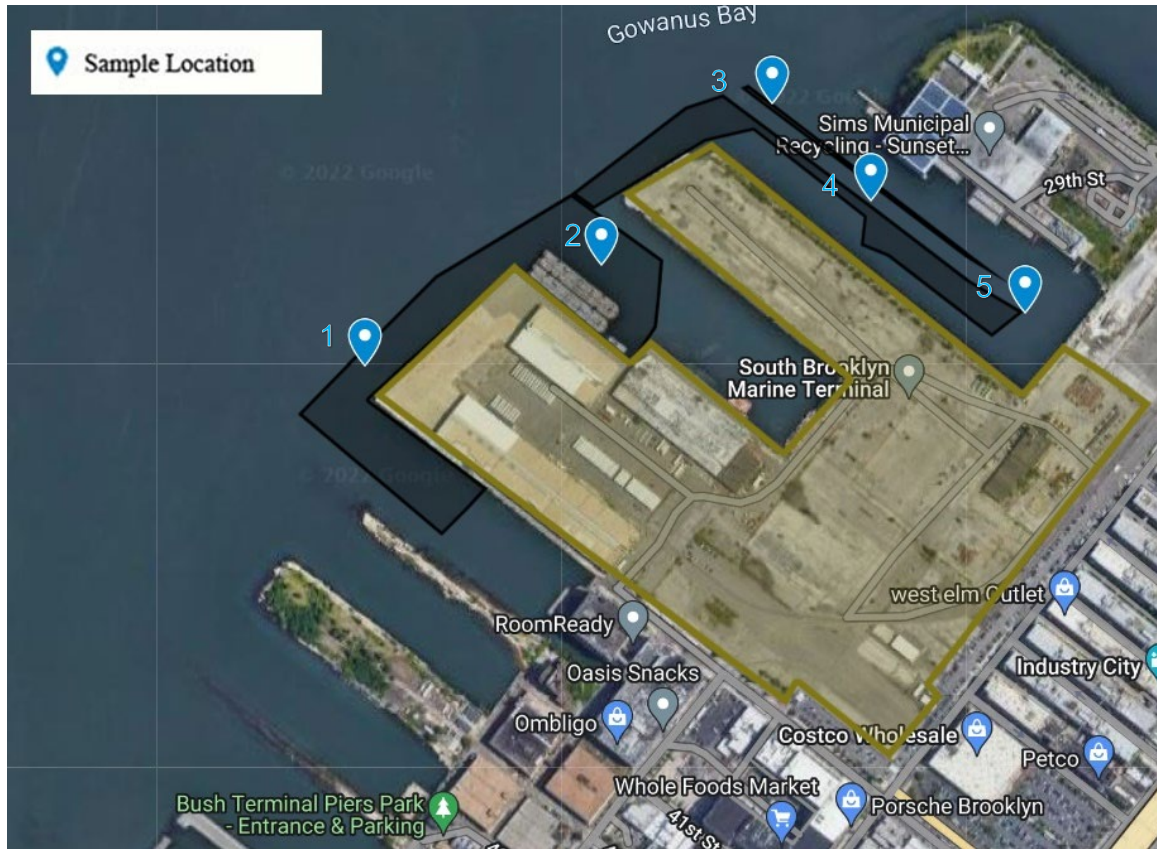 Gowanus Bay
Sample Location
3
2022 Google
Sims Municipal
Recycling - Sunset...
© 2022 Google
29th St
4
2
5
1
South Brooklyn
Marine Terminal
© 2022 Google
west elm Outlet
RoomReady
Industry City
Oasis Snacks
Ombligo
Costco Wholesale
Petco
Whole Foods Market
Bush Terminal Piers Park
- Entrance & Parking
Porsche Brooklyn
41st St